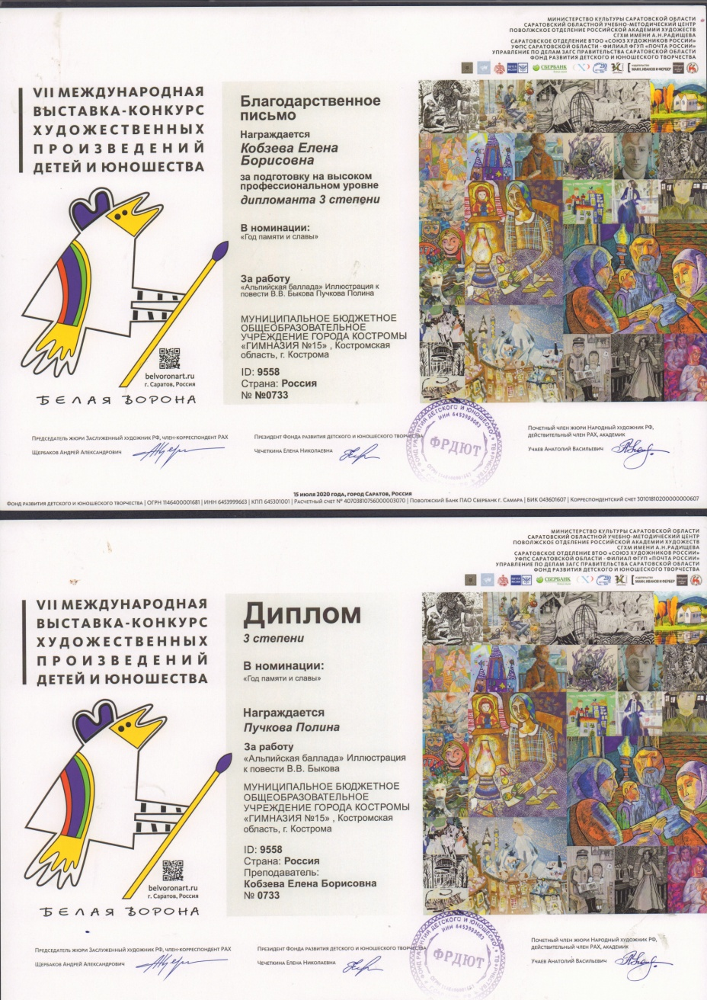 МИНИСТЕРСТВО КУЛЬТУРЫ САРАТОВСКОЙ ОБЛАСТИ
САРАТОВСКИЙ ОБЛАСТНОЙ УЧЕБНО-МЕТОДИЧЕСКИЙ ЦЕНТР
ПОВОЛЖСКОЕ ОТДЕЛЕНИЕ РОССИЙСКОЙ АКАДЕМИИ ХУДОЖЕСТВ
СГХМ ИМЕНИ А.Н.РАДИЩЕВА
САРАТОВСКОЕ ОТДЕЛЕНИЕ ВТОО «СОЮЗ ХУДОЖНИКОВ РОССИИ»
УФПС САРАТОВСКОЙ ОБЛАСТИ - ФИЛИАЛ ФГУП «ПОЧТА РОССИИ»
УПРАВЛЕНИЕ ПО ДЕЛАМ ЗАГС ПРАВИТЕЛЬСТВА САРАТОВСКОЙ ОБЛАСТИ
ФОНД РАЗВИТИЯ ДЕТСКОГО И ЮНОШЕСКОГО ТВОРЧЕСТВА
СБЕРБАНК
МАНН, ИВАНОВ И ФЕРБЕР
VII МЕЖДУНАРОДНАЯ
ВЫСТАВКА-КОНКУРС
ХУДОЖЕСТВЕННЫХ
ПРОИЗВЕДЕНИЙ
ДЕТЕЙ И ЮНОШЕСТВА
Благодарственное
письмо
Награждается
Кобзева Елена
Борисовна
за подготовку на высоком
профессиональном уровне
дипломанта 3 степени
В номинации:
«Год памяти и славы»
За работу
«Альпийская баллада» Иллюстрация к
повести В.В. Быкова Пучкова Полина
МУНИЦИПАЛЬНОЕ БЮДЖЕТНОЕ
ОБЩЕОБРАЗОВАТЕЛЬНОЕ
УЧРЕЖДЕНИЕ ГОРОДА КОСТРОМЫ
«ГИМНАЗИЯ №15» , Костромская
область, г. Кострома
ID: 9558
Страна: Россия
№ №0733
belvoronart.ru
г. Саратов, Россия
БЕЛАЯ ВОРОНА
Председатель жюри Заслуженный художник РФ, член-корреспондент РАХ
Щербаков Андрей Александрович
Президент Фонда развития детского и юношеского творчества
Чечеткина Елена Николаевна
ФРДЮТ
Почетный член жюри Народный художник РФ,
действительный член РАХ, академик
Учаев Анатолий Васильевич
15 июля 2020 года, город Саратов, Россия
Фонд развития детского и юношеского творчества | ОГРН 1146400001681 | ИНН 6453999663 | КПП 645301001 | Расчетный счет № 40703810756000003070 | Поволжский Банк ПАО Сбербанк г. Самара | БИК 043601607 | Корреспондентский счет 30101810200000000607
МИНИСТЕРСТВО КУЛЬТУРЫ САРАТОВСКОЙ ОБЛАСТИ
САРАТОВСКИЙ ОБЛАСТНОЙ УЧЕБНО-МЕТОДИЧЕСКИЙ ЦЕНТР
ПОВОЛЖСКОЕ ОТДЕЛЕНИЕ РОССИЙСКОЙ АКАДЕМИИ ХУДОЖЕСТВ
СГХМ ИМЕНИ А.Н.РАДИЩЕВА
САРАТОВСКОЕ ОТДЕЛЕНИЕ ВТОО «СОЮЗ ХУДОЖНИКОВ РОССИИ»
УФПС САРАТОВСКОЙ ОБЛАСТИ - ФИЛИАЛ ФГУП «ПОЧТА РОССИИ»
УПРАВЛЕНИЕ ПО ДЕЛАМ ЗАГС ПРАВИТЕЛЬСТВА САРАТОВСКОЙ ОБЛАСТИ
ФОНД РАЗВИТИЯ ДЕТСКОГО И ЮНОШЕСКОГО ТВОРЧЕСТВА
СБЕРБАНК
МАНН, ИВАНОВ И ФЕРБЕР
VII МЕЖДУНАРОДНАЯ
ВЫСТАВКА-КОНКУРС
ХУДОЖЕСТВЕННЫХ
ПРОИЗВЕДЕНИЙ
ДЕТЕЙ И ЮНОШЕСТВА
Диплом
3 степени
В номинации:
«Год памяти и славы»
Награждается
Пучкова Полина
За работу
«Альпийская баллада» Иллюстрация
к повести В.В. Быкова
МУНИЦИПАЛЬНОЕ БЮДЖЕТНОЕ
ОБЩЕОБРАЗОВАТЕЛЬНОЕ
УЧРЕЖДЕНИЕ ГОРОДА КОСТРОМЫ
«ГИМНАЗИЯ №15» , Костромская
область, г. Кострома
ID: 9558
Страна: Россия
Преподаватель:
Кобзева Елена Борисовна
№ 0733
belvoronart.ru
г. Саратов, Россия
БЕЛАЯ ВОРОНА
Председатель жюри Заслуженный художник РФ, член-корреспондент РАХ
Щербаков Андрей Александрович
Президент Фонда развития детского и юношеского творчества
Чечеткина Елена Николаевна
ФРДЮТ
Почетный член жюри Народный художник РФ,
действительный член РАХ, академик
Учаев Анатолий Васильевич